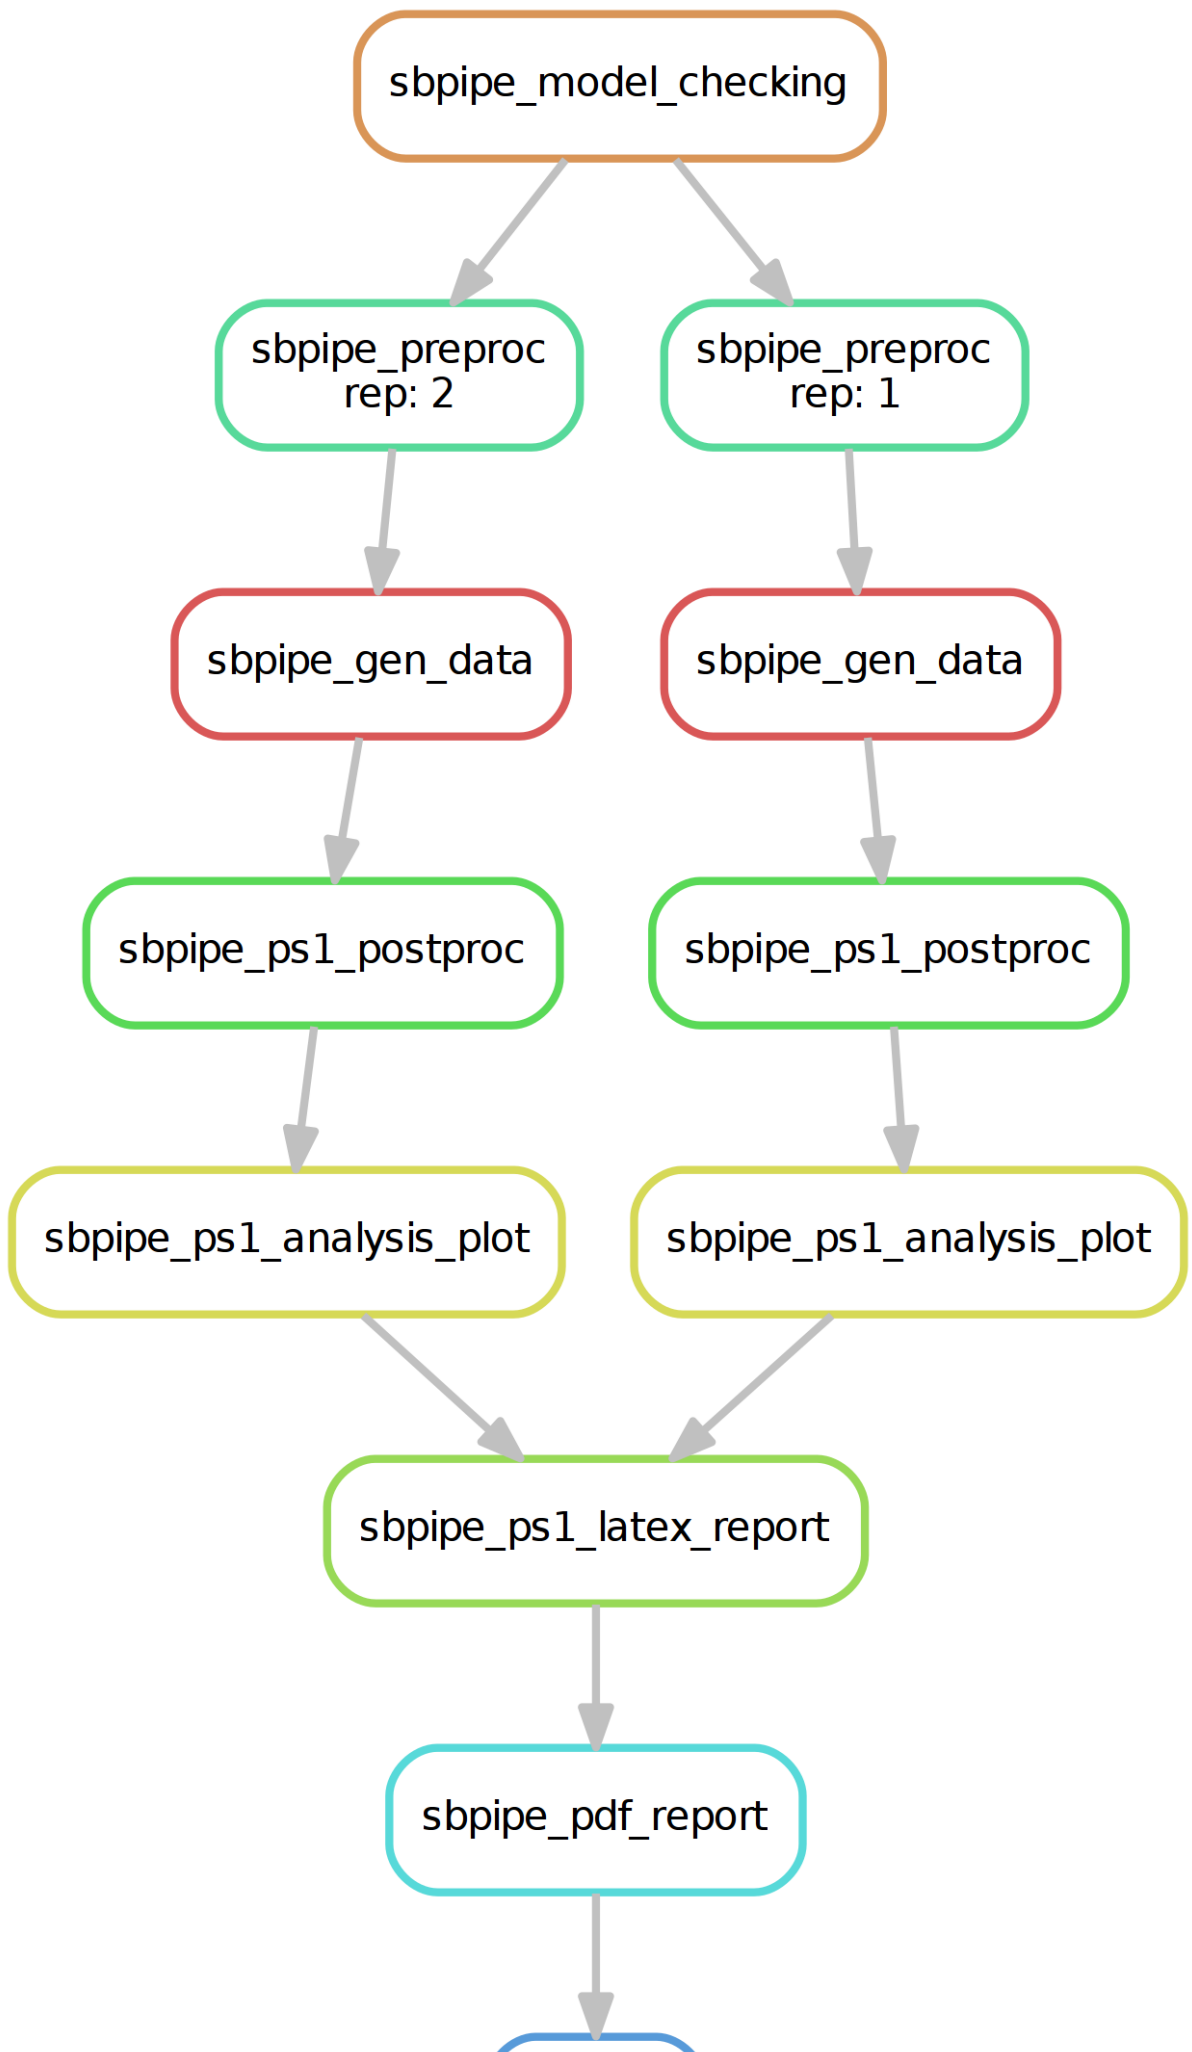 sbpipe_model_checking
sbpipe_preproc
rep: 2
sbpipe_preproc
rep: 1
sbpipe_gen_data
sbpipe_gen_data
sbpipe_ps1_postproc
sbpipe_ps1_postproc
sbpipe_ps1_analysis_plot
sbpipe_ps1_analysis_plot
sbpipe_ps1_latex_report
sbpipe_pdf_report